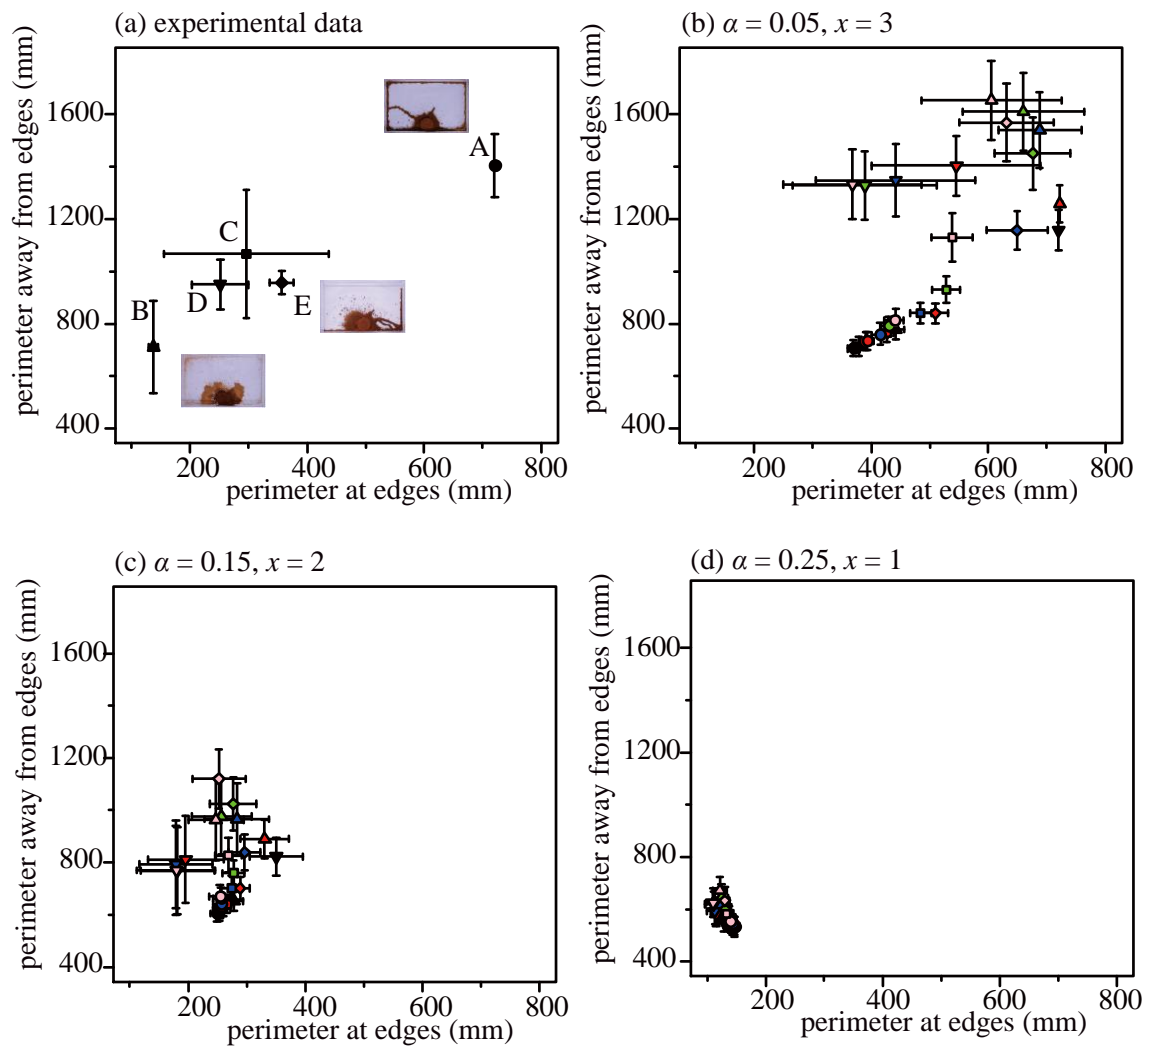 (a) experimental data
perimeter away from edges (mm)
1600
1200
800
400
A
C
D
E
B
200
400
600
800
perimeter at edges (mm)
(b) α = 0.05, x = 3
perimeter away from edges (mm)
1600
1200
800
400
200
400
600
800
perimeter at edges (mm)
(c) α = 0.15, x = 2
perimeter away from edges (mm)
1600
1200
800
400
200
400
600
800
perimeter at edges (mm)
(d) α = 0.25, x = 1
perimeter away from edges (mm)
1600
1200
800
400
200
400
600
800
perimeter at edges (mm)